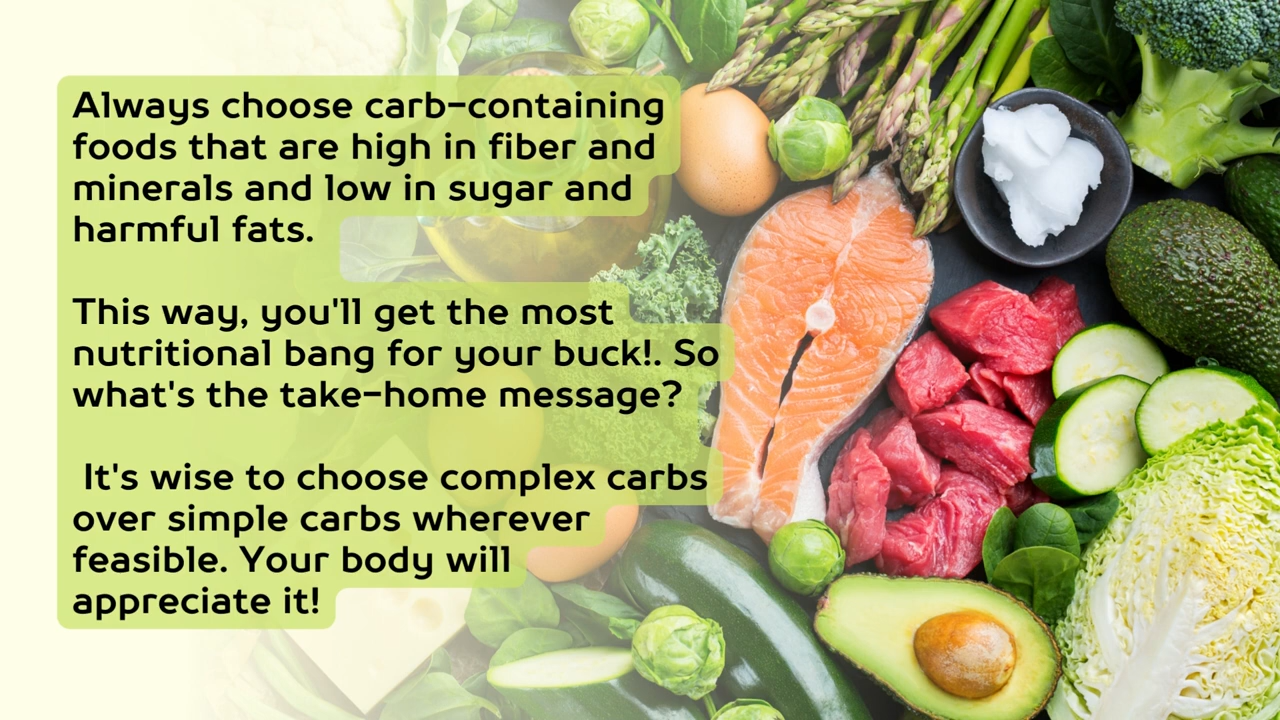 Always choose carb-containing
foods that are high in fiber and
minerals and low in sugar and
harmful fats.
This way, you'll get the most
nutritional bang for your buck!. So
what's the take-home message?
It's wise to choose complex carbs
over simple carbs wherever
feasible. Your body will
appreciate it!